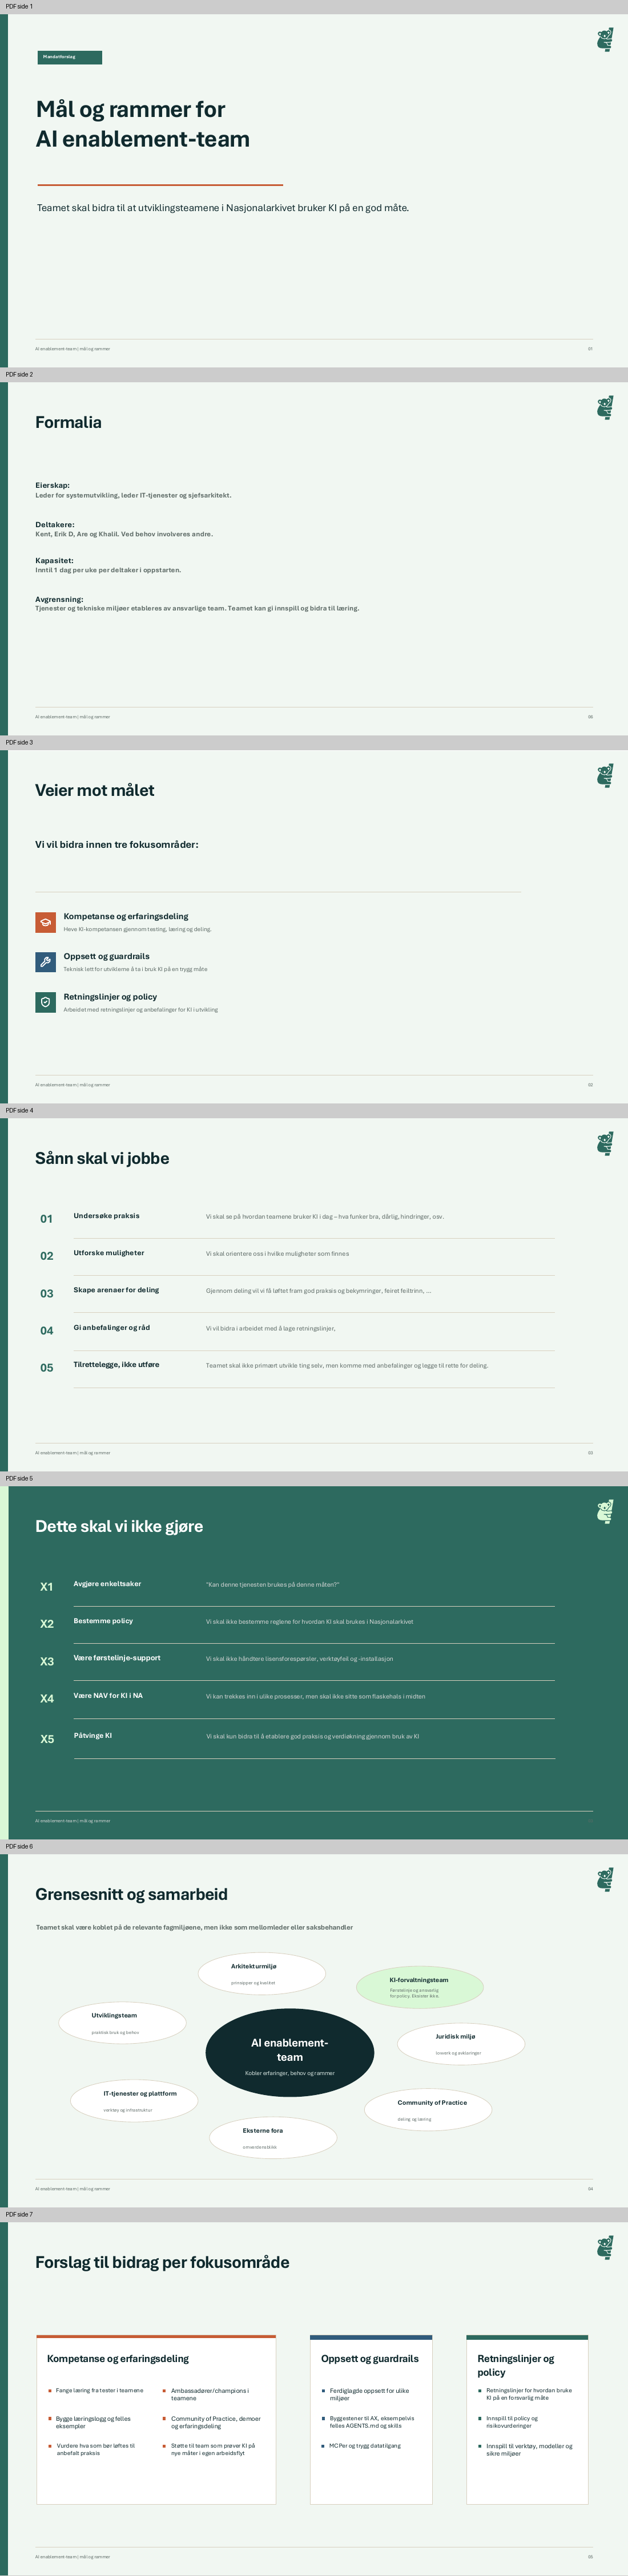 PDF side 1
Mandatforslag
Mål og rammer for
AI enablement-team
Teamet skal bidra til at utviklingsteamene i Nasjonalarkivet bruker KI på en god måte.
AI enablement-team | mål og rammer
01
PDF side 2
Formalia
Eierskap:
Leder for systemutvikling, leder IT-tjenester og sjefsarkitekt.
Deltakere:
Kent, Erik D, Are og Khalil. Ved behov involveres andre.
Kapasitet:
Inntil 1 dag per uke per deltaker i oppstarten.
Avgrensning:
Tjenester og tekniske miljøer etableres av ansvarlige team. Teamet kan gi innspill og bidra til læring.
AI enablement-team | mål og rammer
06
PDF side 3
Veier mot målet
Vi vil bidra innen tre fokusområder:
Kompetanse og erfaringsdeling
Heve KI-kompetansen gjennom testing, læring og deling.
Oppsett og guardrails
Teknisk lett for utviklerne å ta i bruk KI på en trygg måte
Retningslinjer og policy
Arbeidet med retningslinjer og anbefalinger for KI i utvikling
AI enablement-team | mål og rammer
02
PDF side 4
Sånn skal vi jobbe
01
Undersøke praksis
Vi skal se på hvordan teamene bruker KI i dag – hva funker bra, dårlig, hindringer, osv.
02
Utforske muligheter
Vi skal orientere oss i hvilke muligheter som finnes
03
Skape arenaer for deling
Gjennom deling vil vi få løftet fram god praksis og bekymringer, feiret feiltrinn, ...
04
Gi anbefalinger og råd
Vi vil bidra i arbeidet med å lage retningslinjer,
05
Tilrettelegge, ikke utføre
Teamet skal ikke primært utvikle ting selv, men komme med anbefalinger og legge til rette for deling.
AI enablement-team | mål og rammer
03
PDF side 5
Dette skal vi ikke gjøre
X1
Avgjøre enkeltsaker
"Kan denne tjenesten brukes på denne måten?"
X2
Bestemme policy
Vi skal ikke bestemme reglene for hvordan KI skal brukes i Nasjonalarkivet
X3
Være førstelinje-support
Vi skal ikke håndtere lisensforespørsler, verktøyfeil og -installasjon
X4
Være NAV for KI i NA
Vi kan trekkes inn i ulike prosesser, men skal ikke sitte som flaskehals i midten
X5
Påtvinge KI
Vi skal kun bidra til å etablere god praksis og verdiøkning gjennom bruk av KI
AI enablement-team | mål og rammer
PDF side 6
Grensesnitt og samarbeid
Teamet skal være koblet på de relevante fagmiljøene, men ikke som mellomleder eller saksbehandler
Arkitekturmiljø
prinsipper og kvalitet
KI-forvaltningsteam
Førstelinje og ansvarlig
for policy. Eksisterer ikke.
Utviklingsteam
praktisk bruk og behov
AI enablement-
team
Kobler erfaringer, behov og rammer
Juridisk miljø
lovverk og avklaringer
IT-tjenester og plattform
verktøy og infrastruktur
Community of Practice
deling og læring
Eksterne fora
AI enablement-team | mål og rammer
04
PDF side 7
Forslag til bidrag per fokusområde
Kompetanse og erfaringsdeling
Fange læring fra tester i teamene
Bygge læringslogg og felles
eksempler
Vurdere hva som bør løftes til
anbefalt praksis
Ambassadører/champions i
teamene
Community of Practice, demoer
og erfaringsdeling
Støtte til team som prøver KI på
nye måter i egen arbeidsflyt
Oppsett og guardrails
Ferdiglagde oppsett for ulike
miljøer
Byggestener til AX, eksempelvis
felles AGENTS.md og skills
MCPer og trygg datatilgang
Retningslinjer og
policy
Retningslinjer for hvordan bruke
KI på en forsvarlig måte
Innspill til policy og
risikovurderinger
Innspill til verktøy, modeller og
sikre miljøer
AI enablement-team | mål og rammer
05